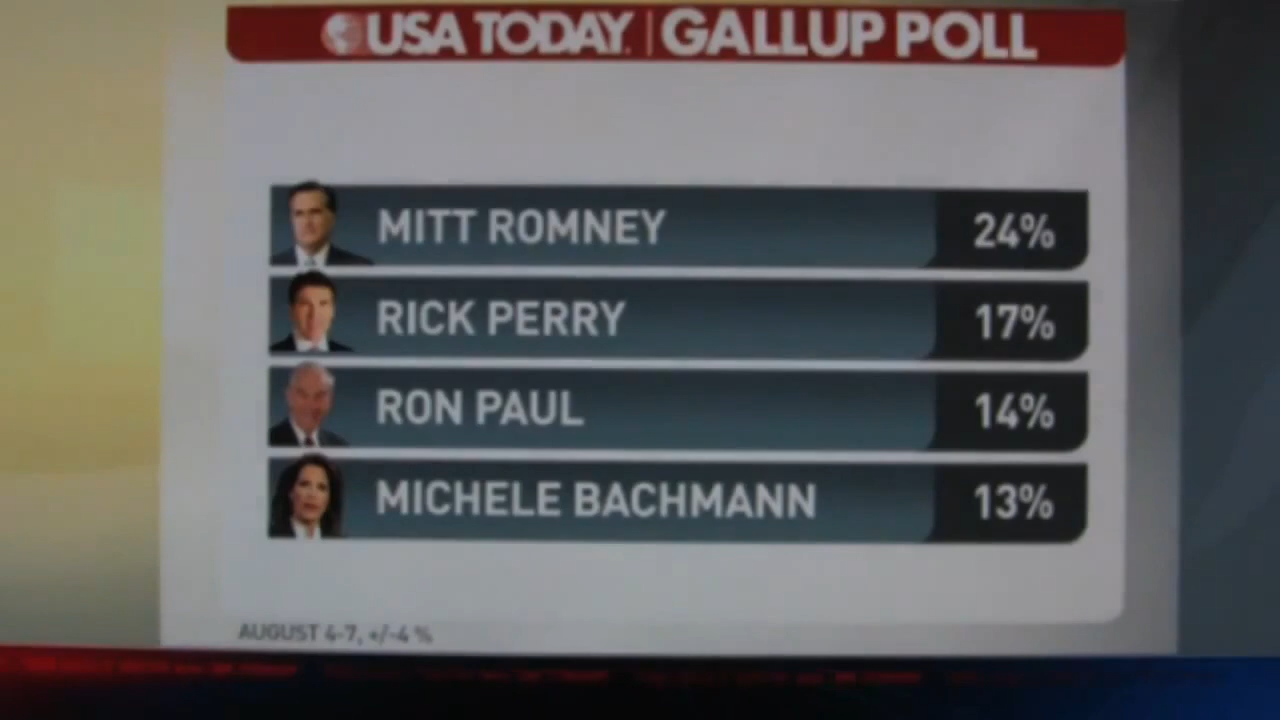 USA TODAY | GALLUP POLL
MITT ROMNEY 24%
RICK PERRY 17%
RON PAUL 14%
MICHELE BACHMANN 13%
AUGUST 4-7, +/-4 %